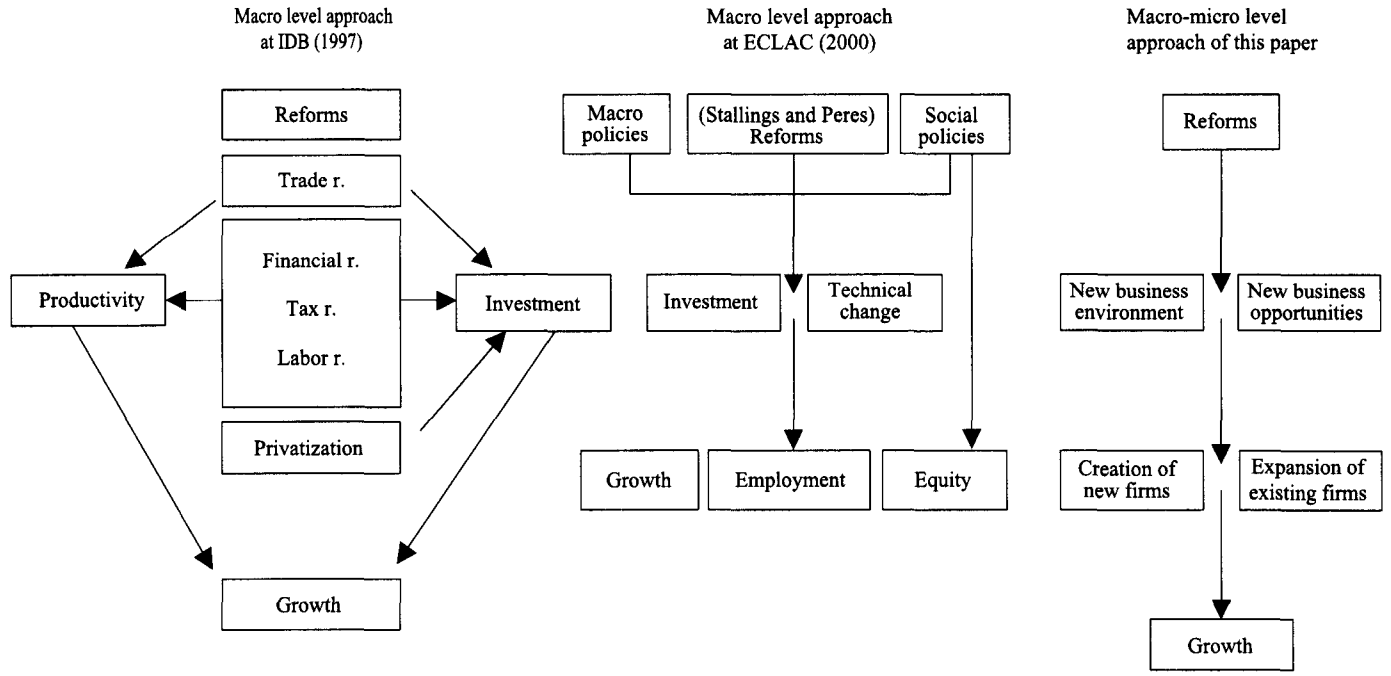 Macro level approach
at IDB (1997)
Reforms
Trade r.
Financial r.
Tax r.
Labor r.
Productivity
Investment
Privatization
Growth
Macro level approach
at ECLAC (2000)
Macro
policies
(Stallings and Peres)
Reforms
Social
policies
Investment
Technical
change
Growth
Employment
Equity
Macro-micro level
approach of this paper
Reforms
New business
environment
New business
opportunities
Creation of
new firms
Expansion of
existing firms
Growth